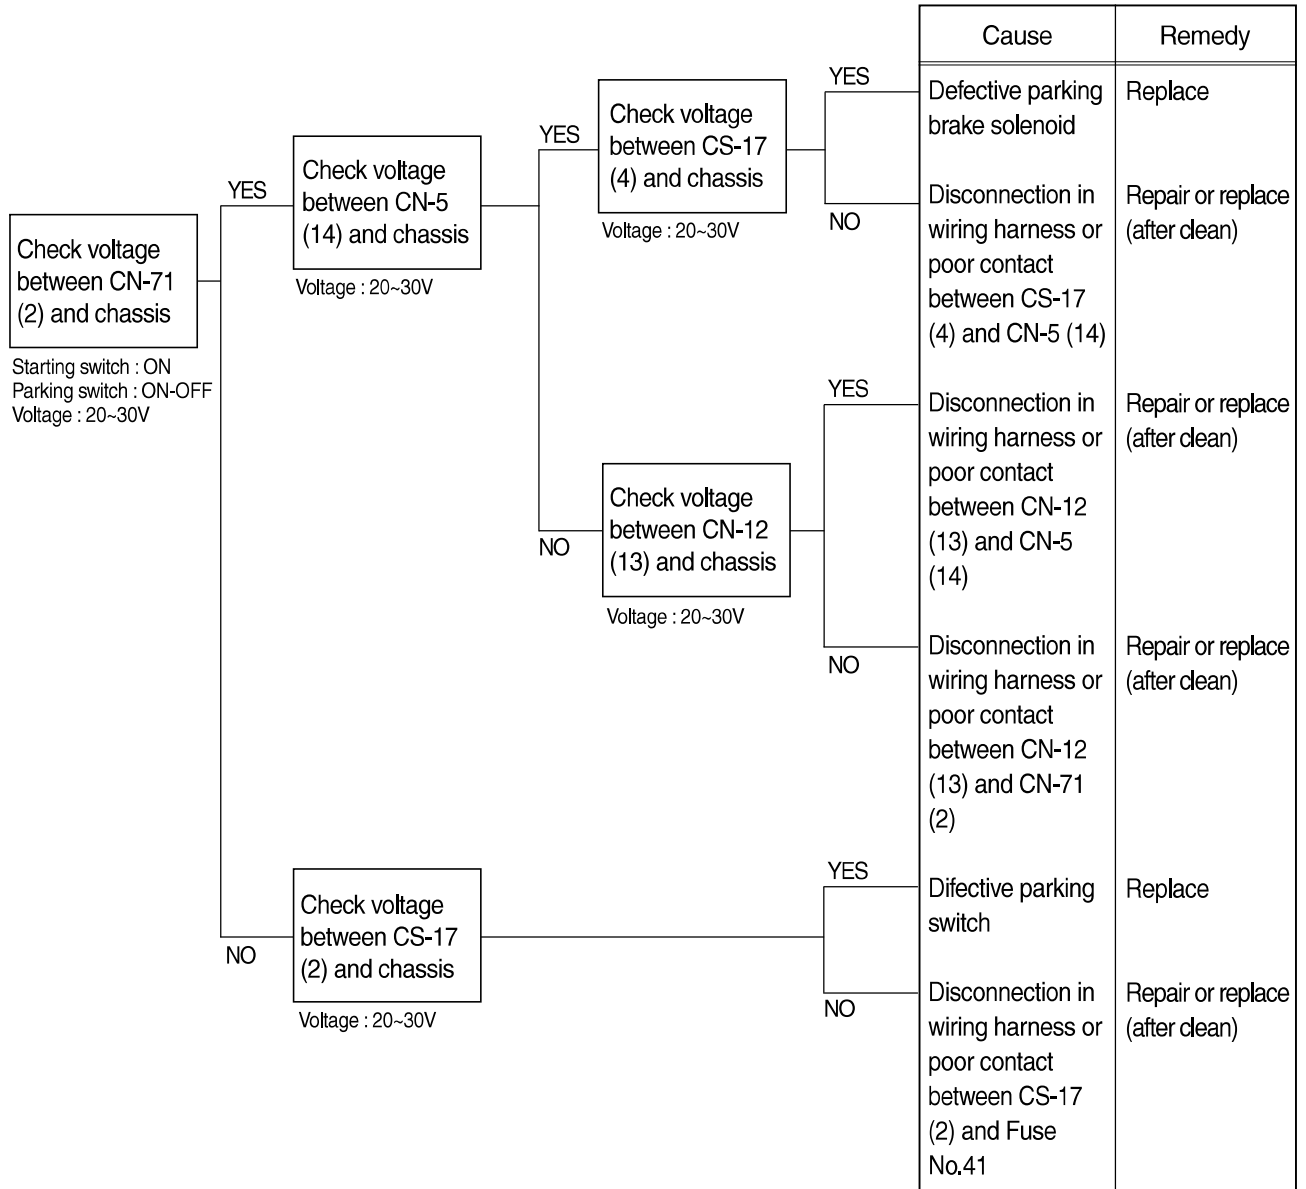 Check voltage
between CN-71
(2) and chassis
Starting switch : ON
Parking switch : ON-OFF
Voltage : 20~30V
YES
Check voltage
between CN-5
(14) and chassis
Voltage : 20~30V
YES
Check voltage
between CS-17
(4) and chassis
Voltage : 20~30V
NO
Check voltage
between CN-12
(13) and chassis
Voltage : 20~30V
NO
Check voltage
between CS-17
(2) and chassis
Voltage : 20~30V
Cause
Remedy
YES
Defective parking
brake solenoid
Replace
NO
Disconnection in
wiring harness or
poor contact
between CS-17
(4) and CN-5 (14)
Repair or replace
(after clean)
YES
Disconnection in
wiring harness or
poor contact
between CN-12
(13) and CN-5
(14)
Repair or replace
(after clean)
NO
Disconnection in
wiring harness or
poor contact
between CN-12
(13) and CN-71
(2)
Repair or replace
(after clean)
YES
Difective parking
switch
Replace
NO
Disconnection in
wiring harness or
poor contact
between CS-17
(2) and Fuse
No.41
Repair or replace
(after clean)